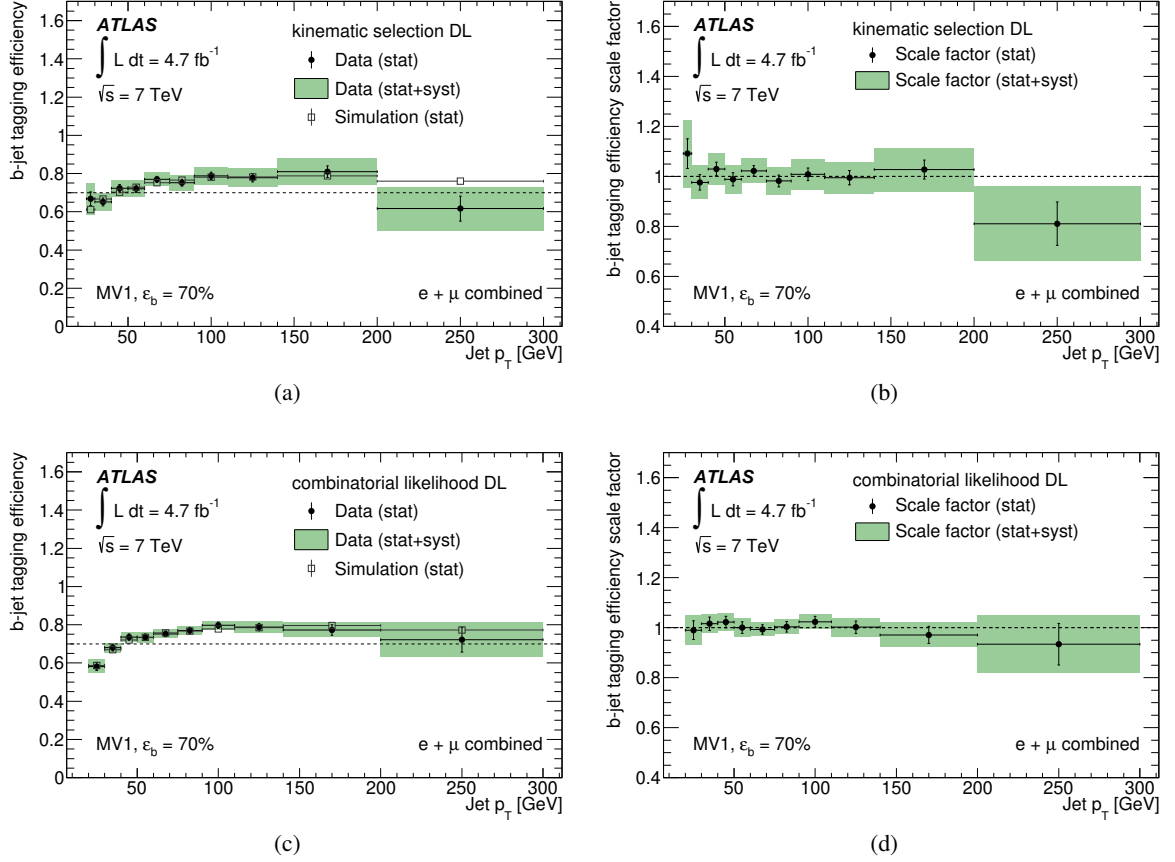 ATLAS
∫ L dt = 4.7 fb⁻¹
√s = 7 TeV
kinematic selection DL
Data (stat)
Data (stat+syst)
Simulation (stat)
MV1, ε_b = 70%
e + μ combined
b-jet tagging efficiency
0
0.2
0.4
0.6
0.8
1
1.2
1.4
1.6
50 100 150 200 250 300
Jet p_T [GeV]
(a)
ATLAS
∫ L dt = 4.7 fb⁻¹
√s = 7 TeV
kinematic selection DL
Scale factor (stat)
Scale factor (stat+syst)
MV1, ε_b = 70%
e + μ combined
b-jet tagging efficiency scale factor
0.4
0.6
0.8
1
1.2
1.4
1.6
50 100 150 200 250 300
Jet p_T [GeV]
(b)
ATLAS
∫ L dt = 4.7 fb⁻¹
√s = 7 TeV
combinatorial likelihood DL
Data (stat)
Data (stat+syst)
Simulation (stat)
MV1, ε_b = 70%
e + μ combined
b-jet tagging efficiency
0
0.2
0.4
0.6
0.8
1
1.2
1.4
1.6
50 100 150 200 250 300
Jet p_T [GeV]
(c)
ATLAS
∫ L dt = 4.7 fb⁻¹
√s = 7 TeV
combinatorial likelihood DL
Scale factor (stat)
Scale factor (stat+syst)
MV1, ε_b = 70%
e + μ combined
b-jet tagging efficiency scale factor
0.4
0.6
0.8
1
1.2
1.4
1.6
50 100 150 200 250 300
Jet p_T [GeV]
(d)